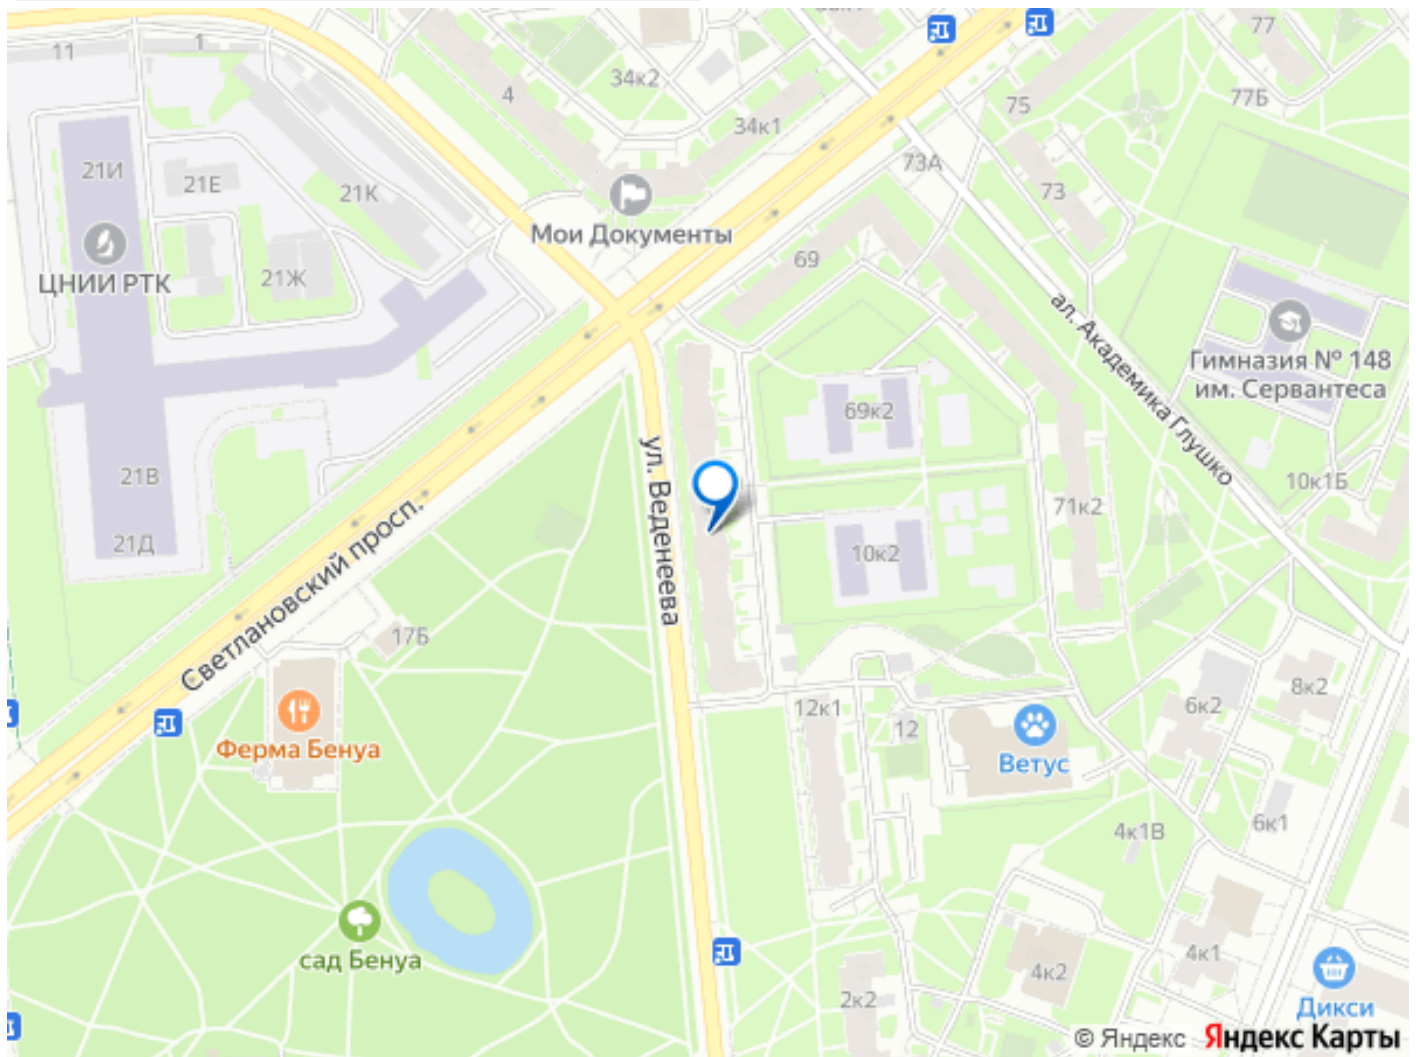 11
1
4
34к2
34к1
75
77
77Б
73А
73
21И
21Е
21К
Мои Документы
ЦНИИ РТК
21Ж
69
ал. Академика Глушко
Гимназия № 148
им. Сервантеса
69к2
ул. Веденеева
21В
10к1Б
71к2
21Д
Светлановский просп.
10к2
17Б
8к2
6к2
12к1
12
Ферма Бенуа
Ветус
6к1
4к1В
сад Бенуа
4к1
4к2
2к2
Дикси
© Яндекс Яндекс Карты